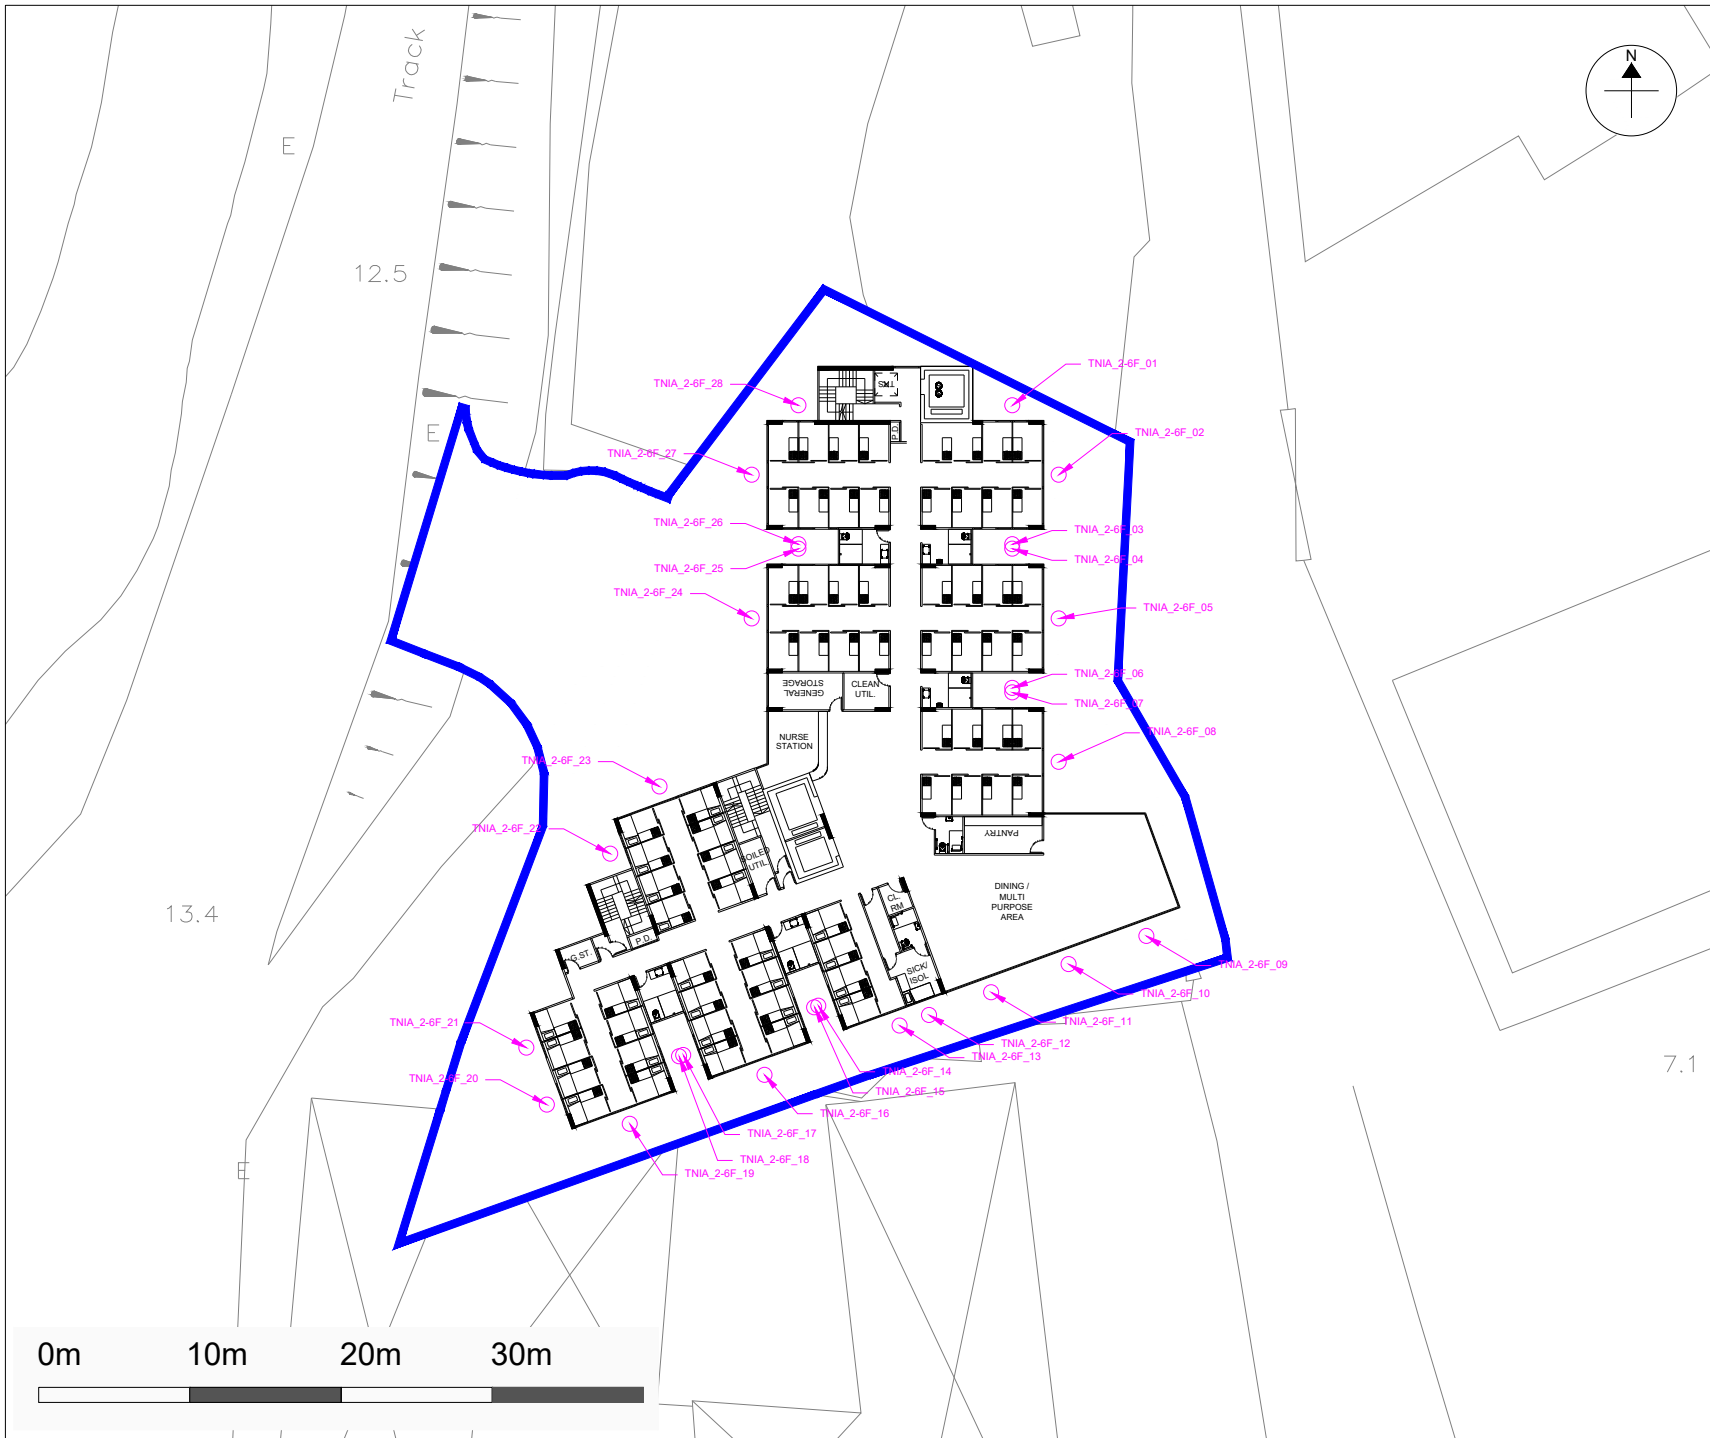 Track
N
E
12.5
E
TNIA_2-6F_01
TNIA_2-6F_28
TKS
P.D.
TNIA_2-6F_02
TNIA_2-6F_27
TNIA_2-6F_26
TNIA_2-6F_03
TNIA_2-6F_25
TNIA_2-6F_04
TNIA_2-6F_24
TNIA_2-6F_05
TNIA_2-6F_06
GENERAL
STORAGE
CLEAN
UTIL.
TNIA_2-6F_07
NURSE
STATION
TNIA_2-6F_08
TNIA_2-6F_23
TNIA_2-6F_22
PANTRY
SOILED
UTIL.
DINING /
MULTI
PURPOSE
AREA
CL.
RM
13.4
P.D.
G.ST.
SICK/
ISOL
TNIA_2-6F_09
TNIA_2-6F_10
TNIA_2-6F_21
TNIA_2-6F_11
TNIA_2-6F_12
TNIA_2-6F_13
7.1
TNIA_2-6F_14
TNIA_2-6F_20
TNIA_2-6F_15
TNIA_2-6F_16
TNIA_2-6F_17
TNIA_2-6F_18
E
TNIA_2-6F_19
0m 10m 20m 30m